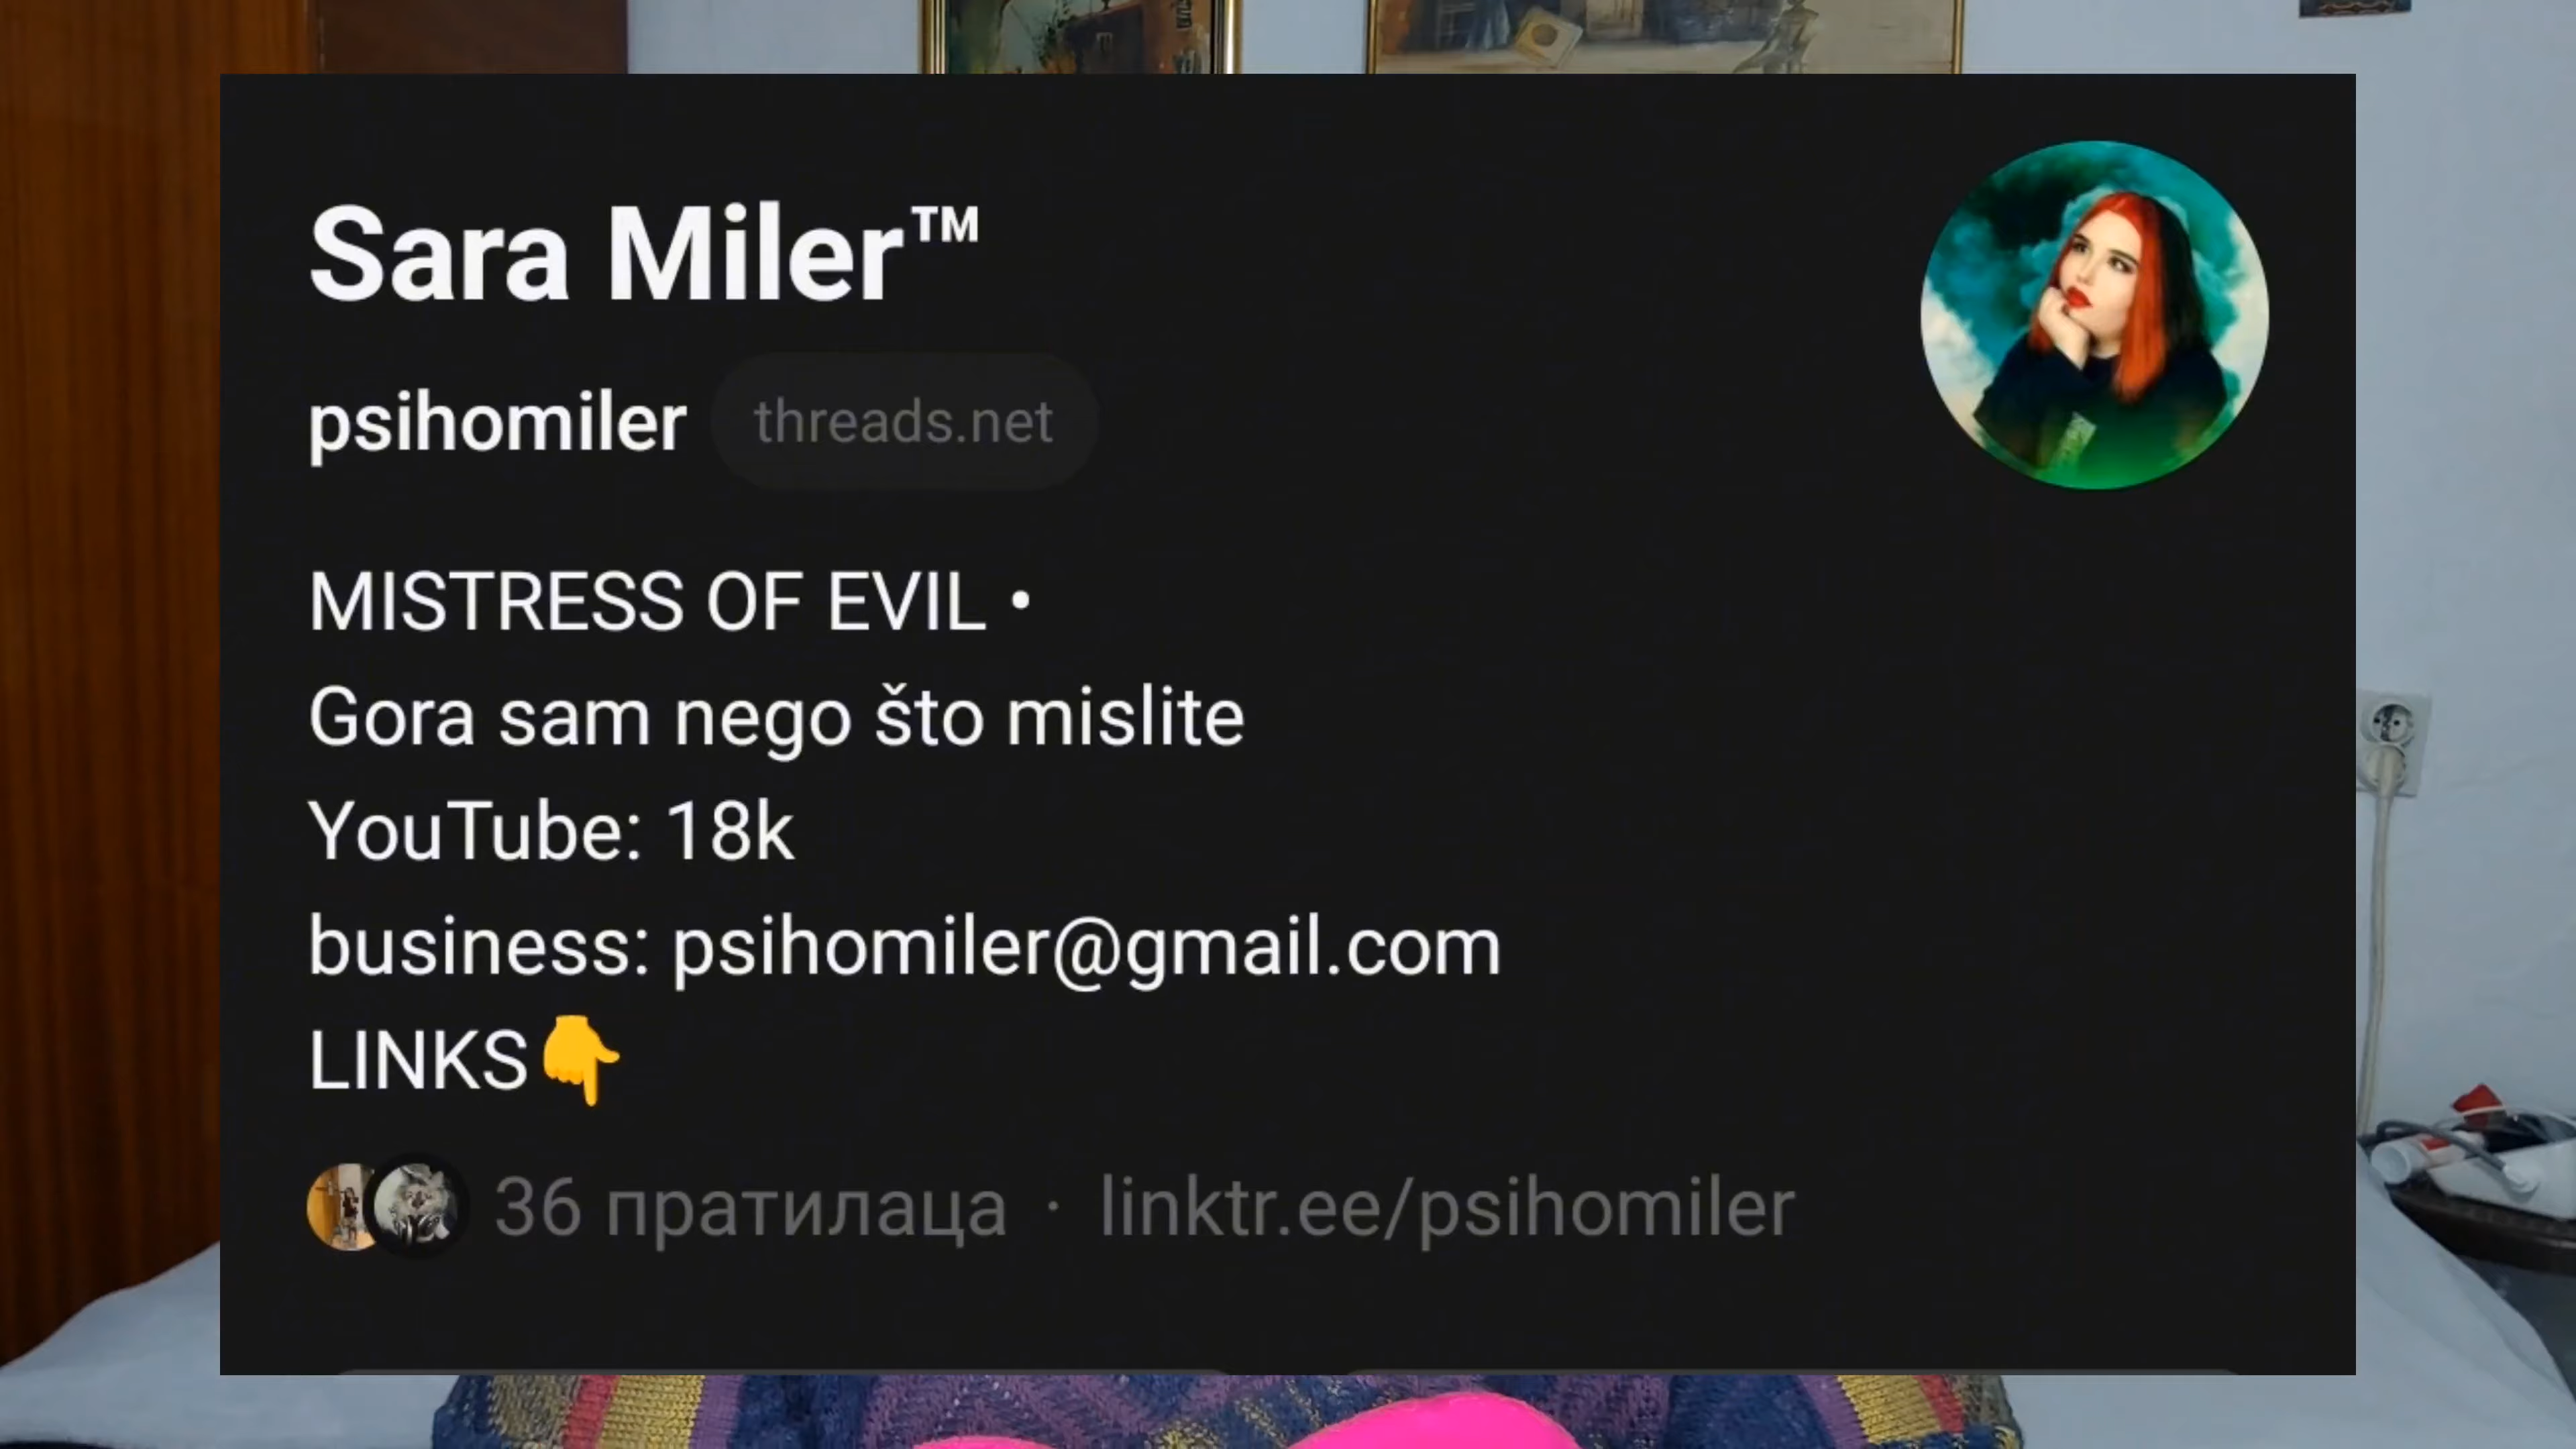 Sara Miler™
psihomiler threads.net
MISTRESS OF EVIL •
Gora sam nego što mislite
YouTube: 18k
business: psihomiler@gmail.com
LINKS👇
36 пратилаца · linktr.ee/psihomiler